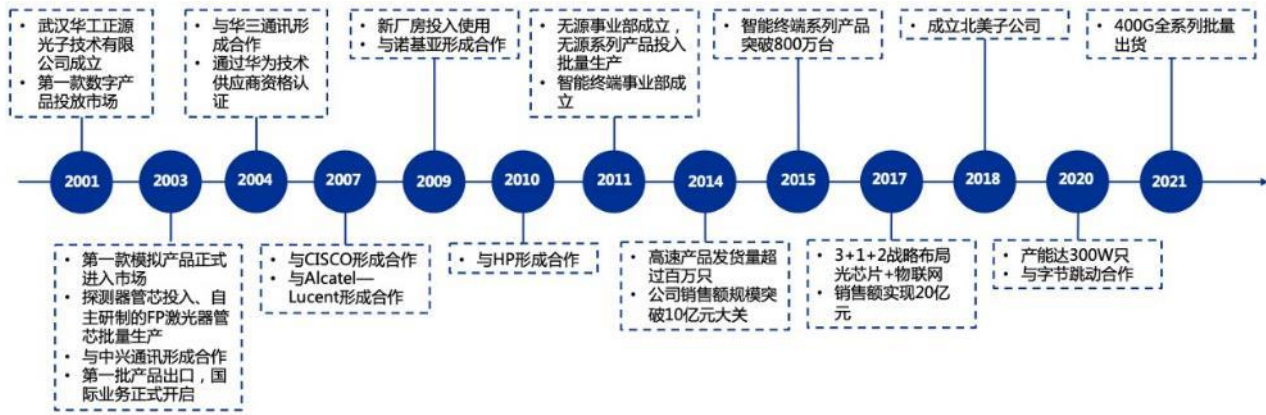 • 武汉华工正源
光子技术有限
公司成立
• 第一款数字产
品投放市场
• 与华三通讯形
成合作
• 通过华为技术
供应商资格认
证
• 新厂房投入使用
• 与诺基亚形成合作
• 无源事业部成立，
无源系列产品投入
批量生产
• 智能终端事业部成
立
• 智能终端系列产品
突破800万台
• 成立北美子公司
• 400G全系列批量
出货
2001
2003
2004
2007
2009
2010
2011
2014
2015
2017
2018
2020
2021
• 第一款模拟产品正式
进入市场
• 探测器管芯投入、自
主研制的FP激光器管
芯批量生产
• 与中兴通讯形成合作
• 第一批产品出口，国
际业务正式开启
• 与CISCO形成合作
• 与Alcatel—
Lucent形成合作
• 与HP形成合作
• 高速产品发货量超
过百万只
• 公司销售额规模突
破10亿元大关
• 3+1+2战略布局
光芯片+物联网
• 销售额实现20亿
元
• 产能达300W只
• 与字节跳动合作